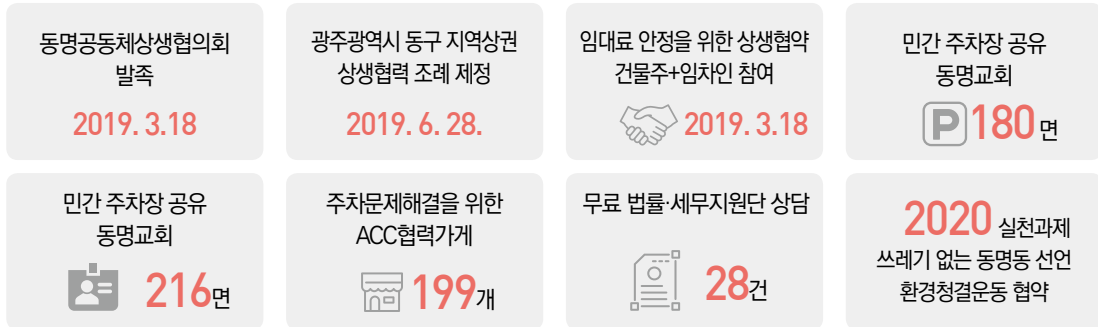 동명공동체상생협의회
발족
2019. 3.18
광주광역시 동구 지역상권
상생협력 조례 제정
2019. 6. 28.
임대료 안정을 위한 상생협약
건물주+임차인 참여
2019. 3.18
민간 주차장 공유
동명교회
P 180 면
민간 주차장 공유
동명교회
216면
주차문제해결을 위한
ACC협력가게
199개
무료 법률·세무지원단 상담
28건
2020 실천과제
쓰레기 없는 동명동 선언
환경청결운동 협약